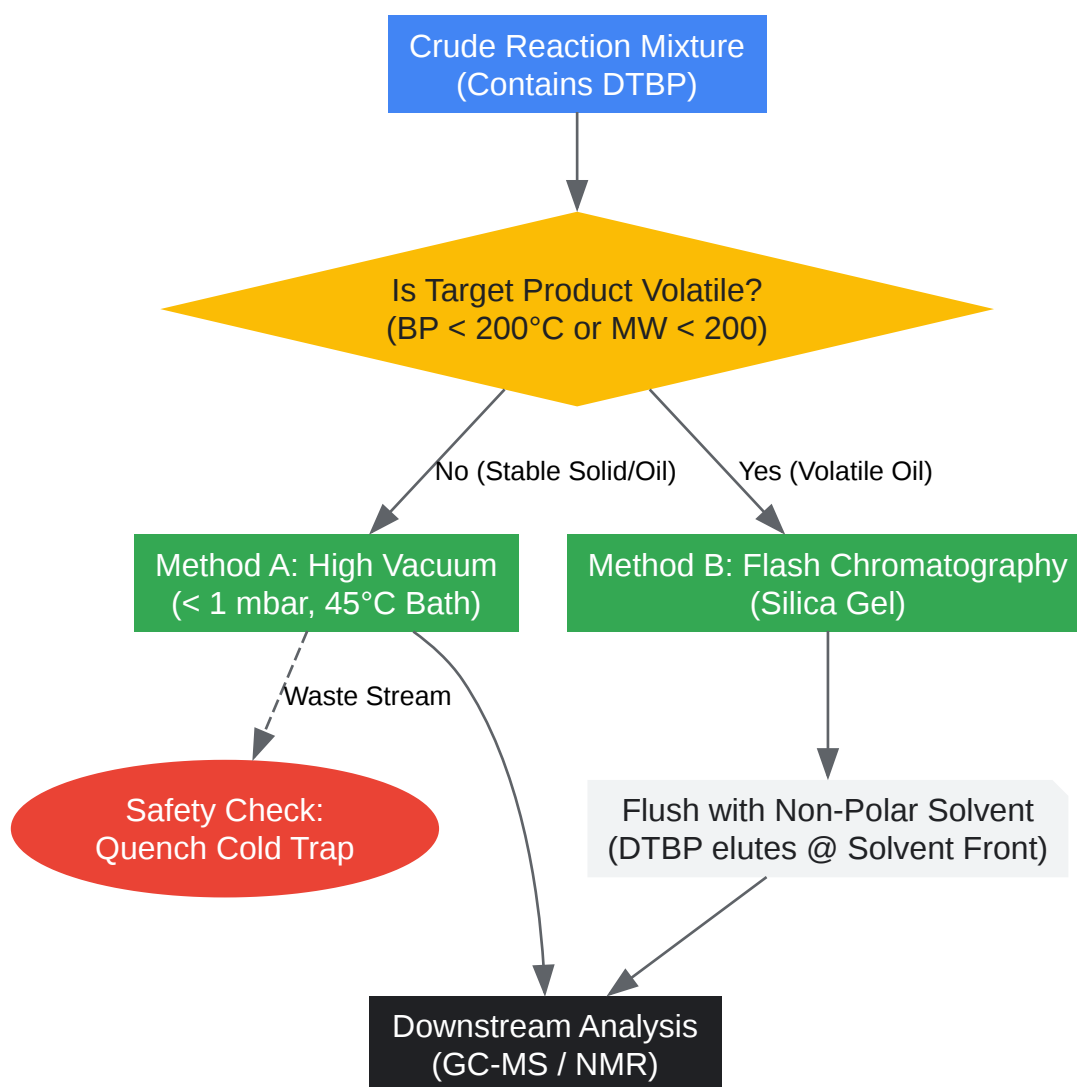 Crude Reaction Mixture
(Contains DTBP)
Is Target Product Volatile?
(BP < 200°C or MW < 200)
No (Stable Solid/Oil)
Yes (Volatile Oil)
Method A: High Vacuum
(< 1 mbar, 45°C Bath)
Method B: Flash Chromatography
(Silica Gel)
Waste Stream
Safety Check:
Quench Cold Trap
Flush with Non-Polar Solvent
(DTBP elutes @ Solvent Front)
Downstream Analysis
(GC-MS / NMR)